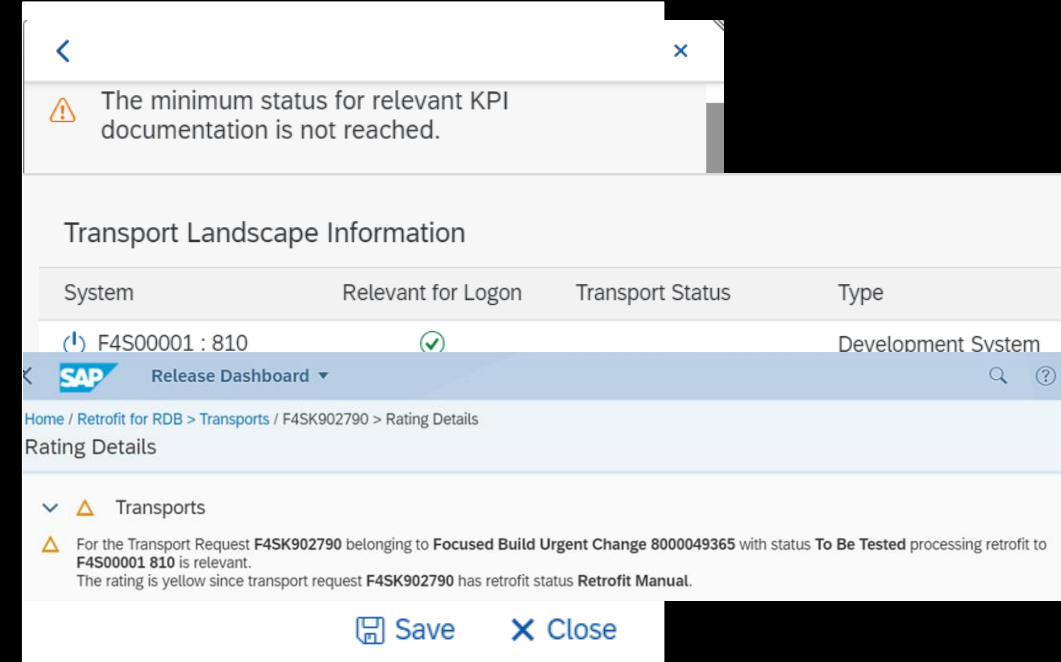 The minimum status for relevant KPI
documentation is not reached.
Transport Landscape Information
System Relevant for Logon Transport Status Type
F4S00001 : 810 Development System
SAP Release Dashboard
Home / Retrofit for RDB > Transports / F4SK902790 > Rating Details
Rating Details
Transports
For the Transport Request F4SK902790 belonging to Focused Build Urgent Change 8000049365 with status To Be Tested processing retrofit to
F4S00001 810 is relevant.
The rating is yellow since transport request F4SK902790 has retrofit status Retrofit Manual.
Save Close